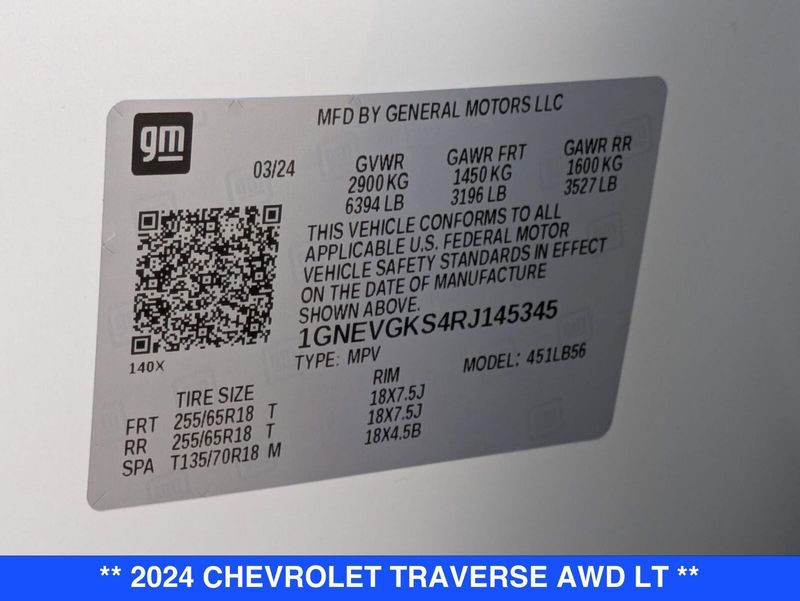 gm
MFD BY GENERAL MOTORS LLC
03/24
GVWR GAWR FRT GAWR RR
2900 KG 1450 KG 1600 KG
6394 LB 3196 LB 3527 LB
THIS VEHICLE CONFORMS TO ALL
APPLICABLE U.S. FEDERAL MOTOR
VEHICLE SAFETY STANDARDS IN EFFECT
ON THE DATE OF MANUFACTURE
SHOWN ABOVE.
1GNEVGKS4RJ145345
140X
TYPE: MPV MODEL: 451LB56
TIRE SIZE RIM
FRT 255/65R18 T 18X7.5J
RR 255/65R18 T 18X7.5J
SPA T135/70R18 M 18X4.5B
** 2024 CHEVROLET TRAVERSE AWD LT **